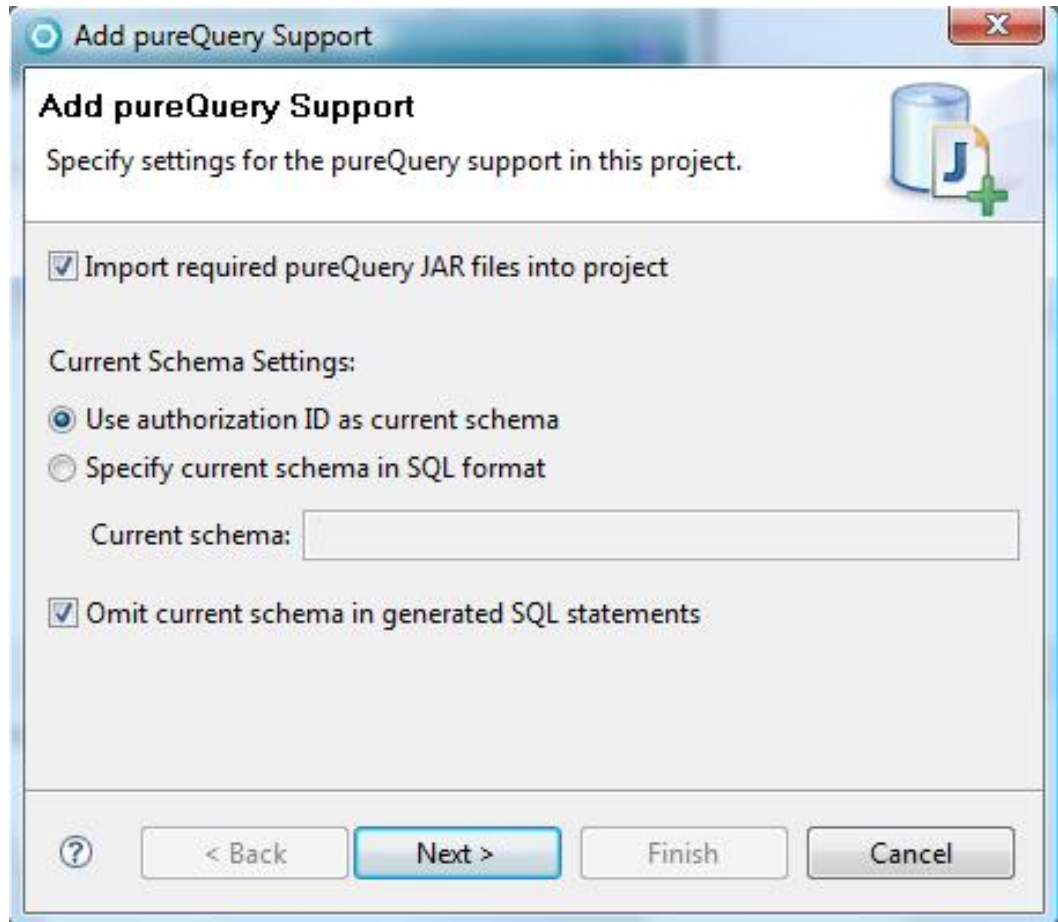 Add pureQuery Support
Add pureQuery Support
Specify settings for the pureQuery support in this project.
J
Import required pureQuery JAR files into project
Current Schema Settings:
Use authorization ID as current schema
Specify current schema in SQL format
Current schema:
Omit current schema in generated SQL statements
? < Back Next > Finish Cancel